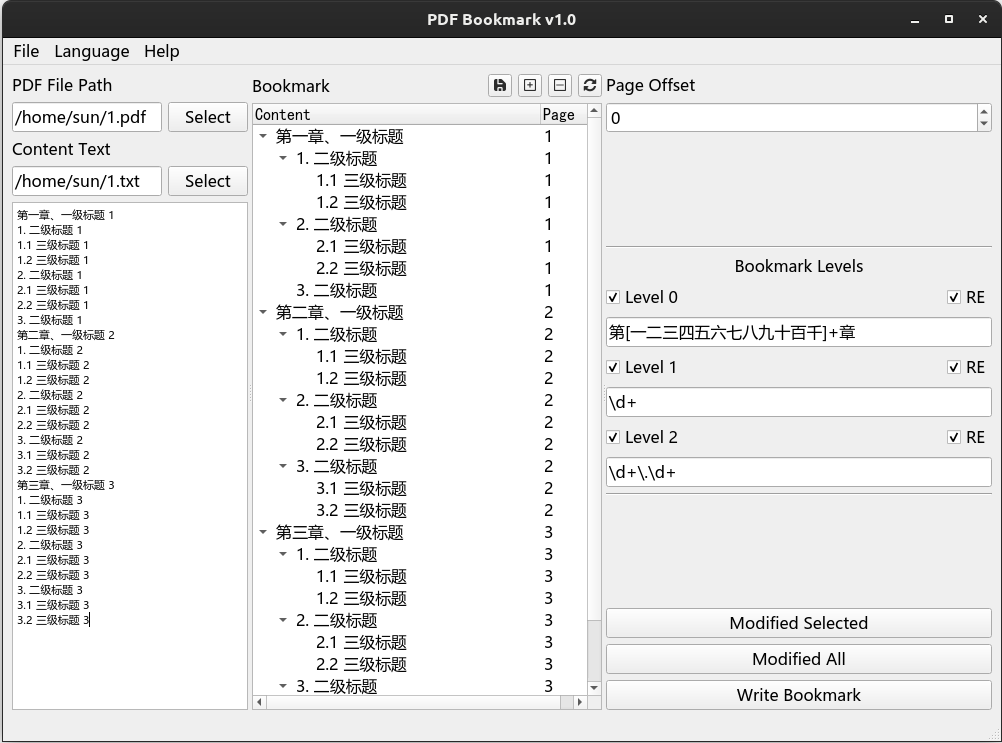 PDF Bookmark v1.0
File Language Help
PDF File Path
/home/sun/1.pdf Select
Content Text
/home/sun/1.txt Select
第一章、一级标题 1
1. 二级标题 1
1.1 三级标题 1
1.2 三级标题 1
2. 二级标题 1
2.1 三级标题 1
2.2 三级标题 1
3. 二级标题 1
第二章、一级标题 2
1. 二级标题 2
1.1 三级标题 2
1.2 三级标题 2
2. 二级标题 2
2.1 三级标题 2
2.2 三级标题 2
3. 二级标题 2
3.1 三级标题 2
3.2 三级标题 2
第三章、一级标题 3
1. 二级标题 3
1.1 三级标题 3
1.2 三级标题 3
2. 二级标题 3
2.1 三级标题 3
2.2 三级标题 3
3. 二级标题 3
3.1 三级标题 3
3.2 三级标题 3
Bookmark
Content Page
第一章、一级标题 1
1. 二级标题 1
1.1 三级标题 1
1.2 三级标题 1
2. 二级标题 1
2.1 三级标题 1
2.2 三级标题 1
3. 二级标题 1
第二章、一级标题 2
1. 二级标题 2
1.1 三级标题 2
1.2 三级标题 2
2. 二级标题 2
2.1 三级标题 2
2.2 三级标题 2
3. 二级标题 2
3.1 三级标题 2
3.2 三级标题 2
第三章、一级标题 3
1. 二级标题 3
1.1 三级标题 3
1.2 三级标题 3
2. 二级标题 3
2.1 三级标题 3
2.2 三级标题 3
3. 二级标题 3
Page Offset
0
Bookmark Levels
Level 0 RE
第[一二三四五六七八九十百千]+章
Level 1 RE
\d+
Level 2 RE
\d+\.\d+
Modified Selected
Modified All
Write Bookmark